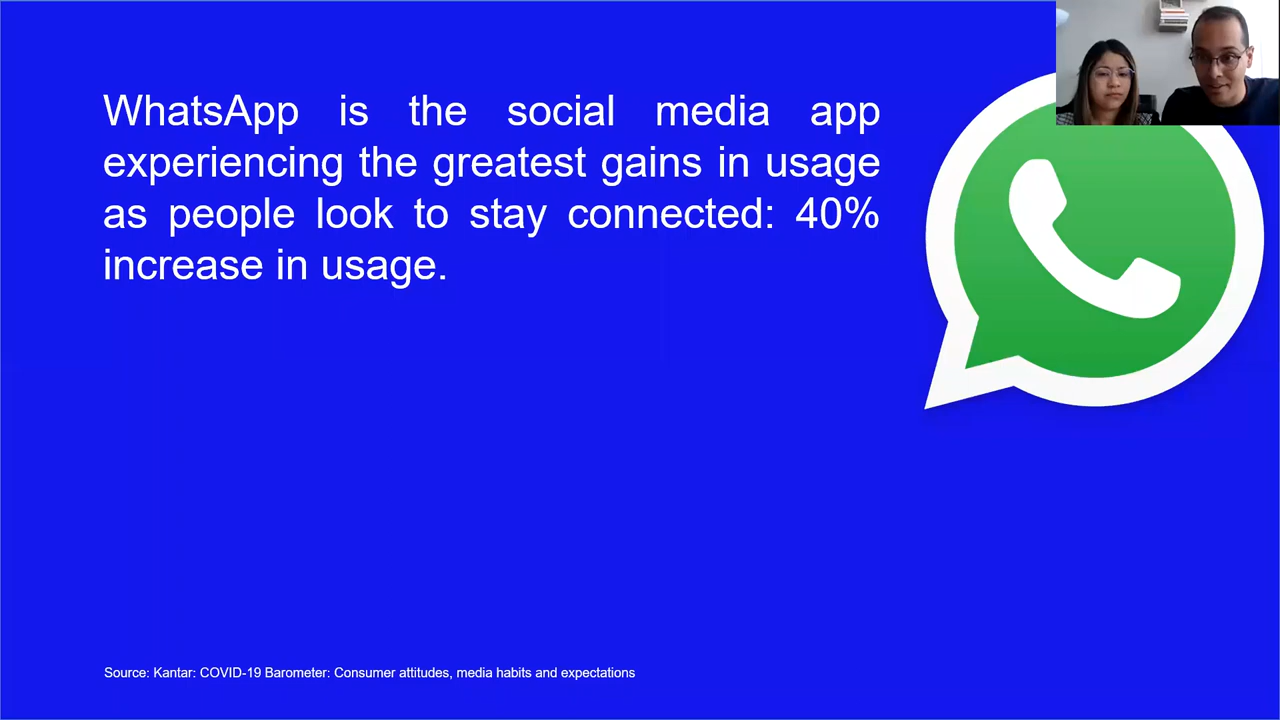 WhatsApp is the social media app
experiencing the greatest gains in usage
as people look to stay connected: 40%
increase in usage.
Source: Kantar: COVID-19 Barometer: Consumer attitudes, media habits and expectations